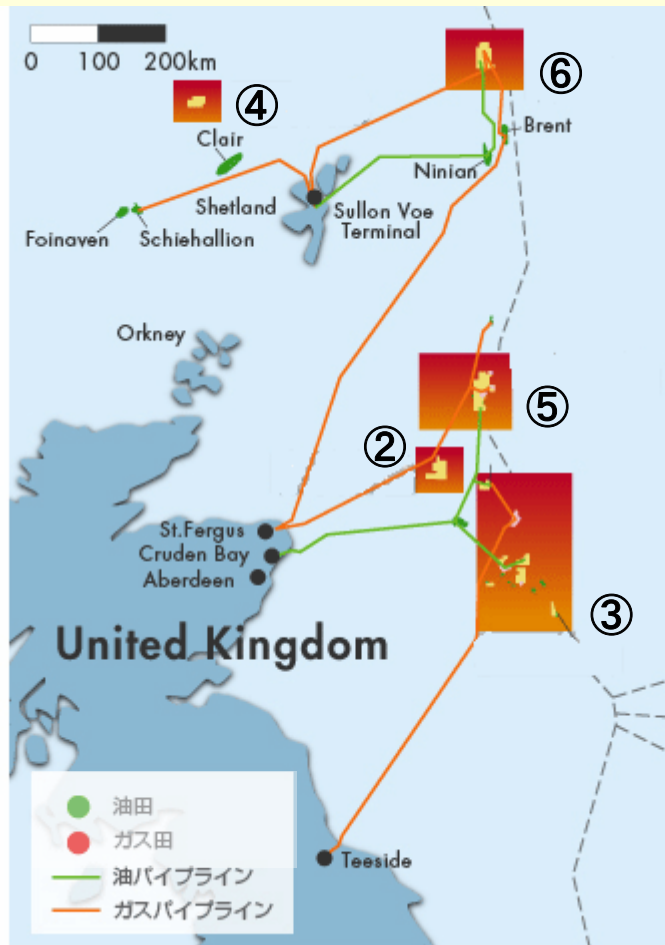 0 100 200km
⑥
④
Brent
Clair
Ninian
Shetland
Sullon Voe
Terminal
Foinaven
Schiehallion
Orkney
⑤
②
St.Fergus
Cruden Bay
Aberdeen
③
United Kingdom
油田
ガス田
油パイプライン
ガスパイプライン
Teeside